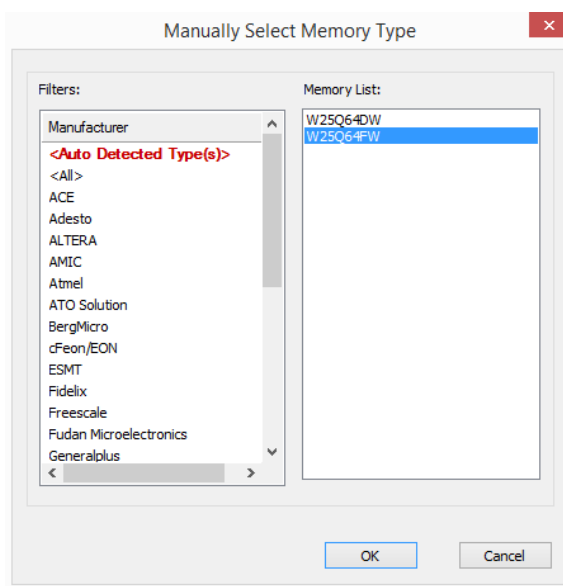 Manually Select Memory Type
Filters:
Manufacturer
<Auto Detected Type(s)>
<All>
ACE
Adesto
ALTERA
AMIC
Atmel
ATO Solution
BergMicro
cFeon/EON
ESMT
Fidelix
Freescale
Fudan Microelectronics
Generalplus
Memory List:
W25Q64DW
W25Q64FW
OK
Cancel